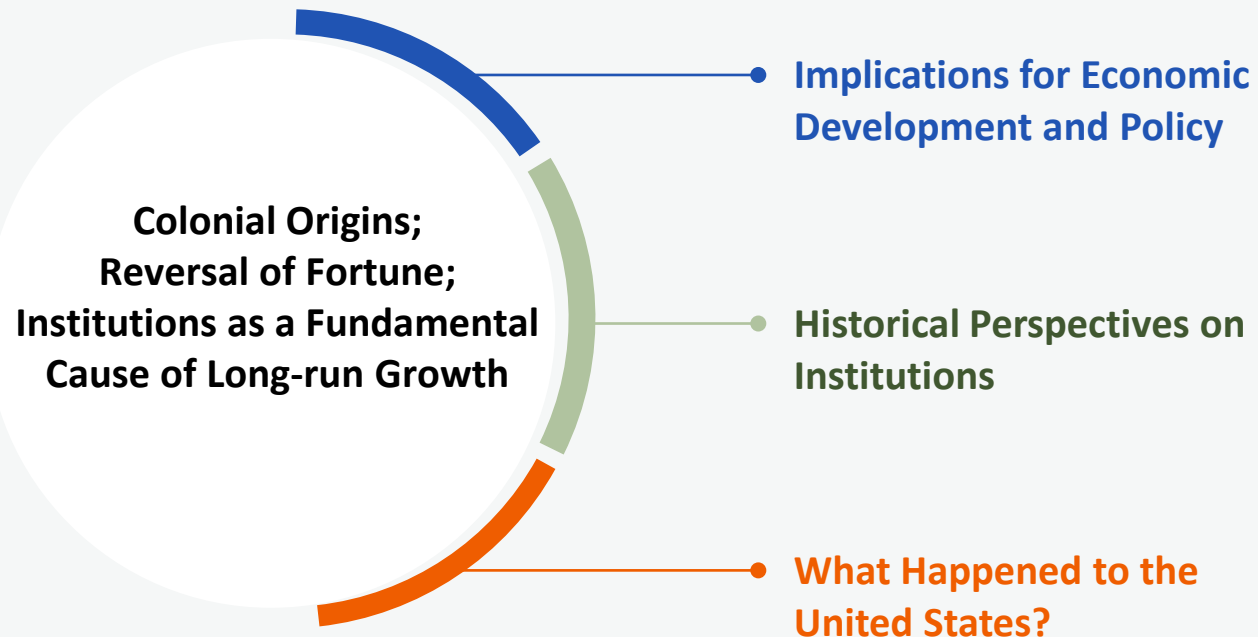 Colonial Origins;
Reversal of Fortune;
Institutions as a Fundamental
Cause of Long-run Growth
Implications for Economic
Development and Policy
Historical Perspectives on
Institutions
What Happened to the
United States?